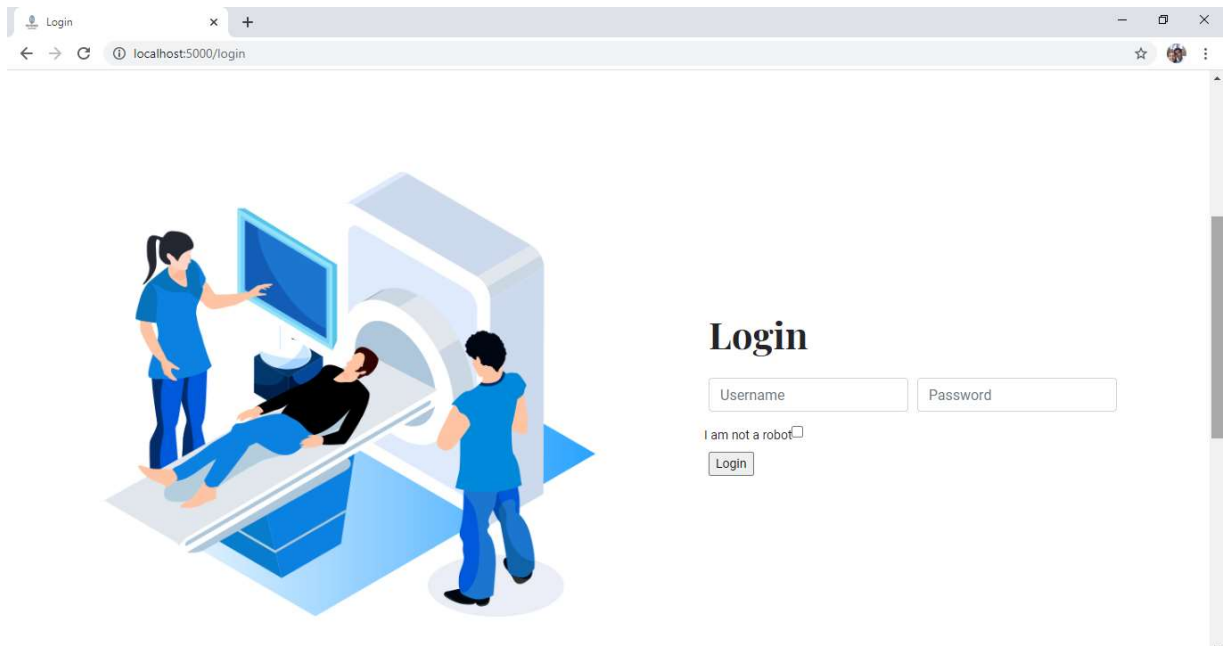 Login
localhost:5000/login
Login
Username Password
I am not a robot
Login